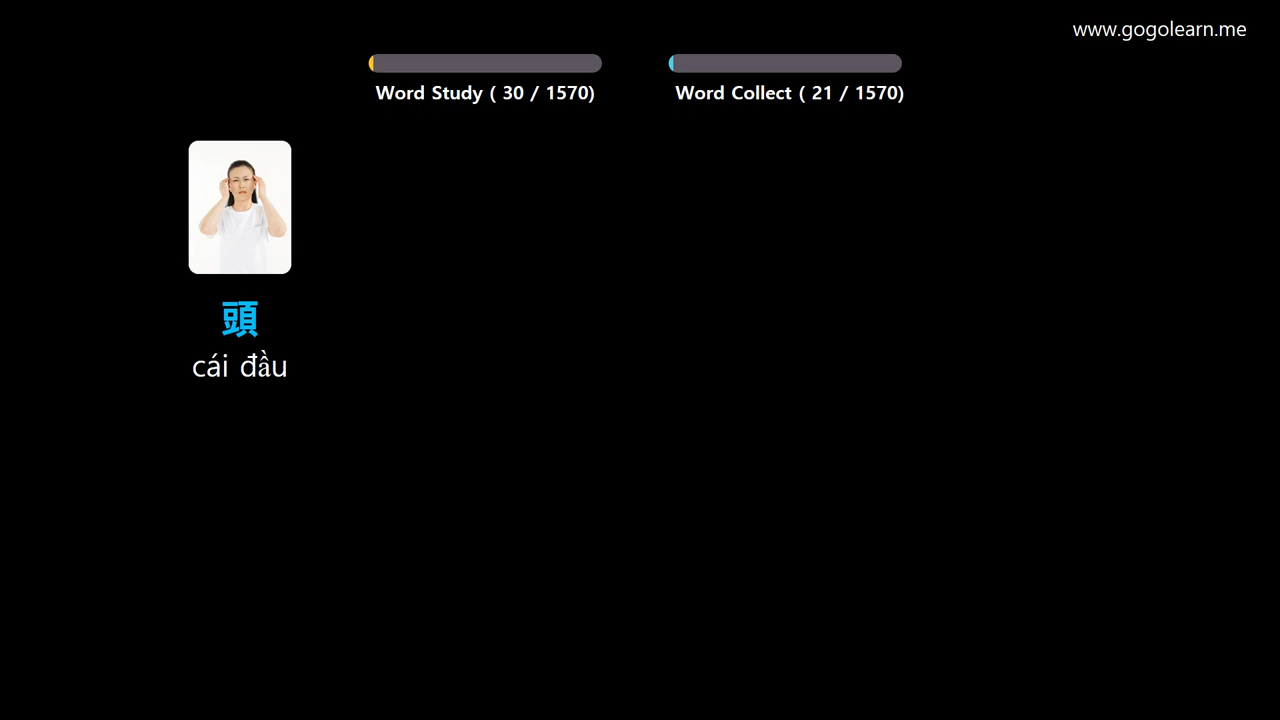 www.gogolearn.me
Word Study ( 30 / 1570)
Word Collect ( 21 / 1570)
頭
cái đầu